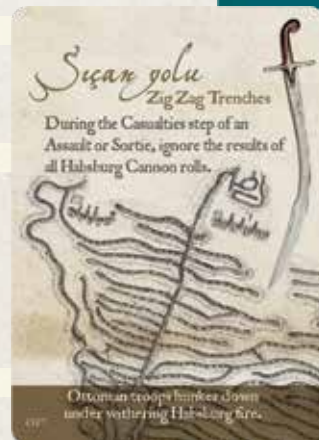 Sıçan yolu
Zig Zag Trenches
During the Casualties step of an
Assault or Sortie, ignore the results of
all Habsburg Cannon rolls.
Ottoman troops hunker down
under withering Habsburg fire.